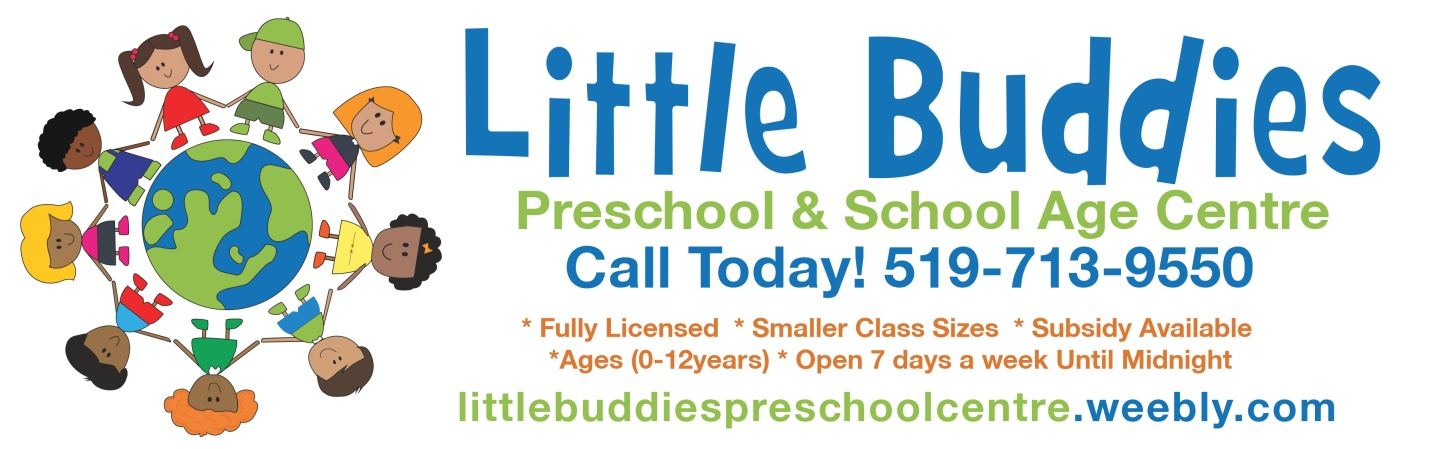 Little Buddies
Preschool & School Age Centre
Call Today! 519-713-9550
* Fully Licensed * Smaller Class Sizes * Subsidy Available
*Ages (0-12years) * Open 7 days a week Until Midnight
littlebuddiespreschoolcentre.weebly.com